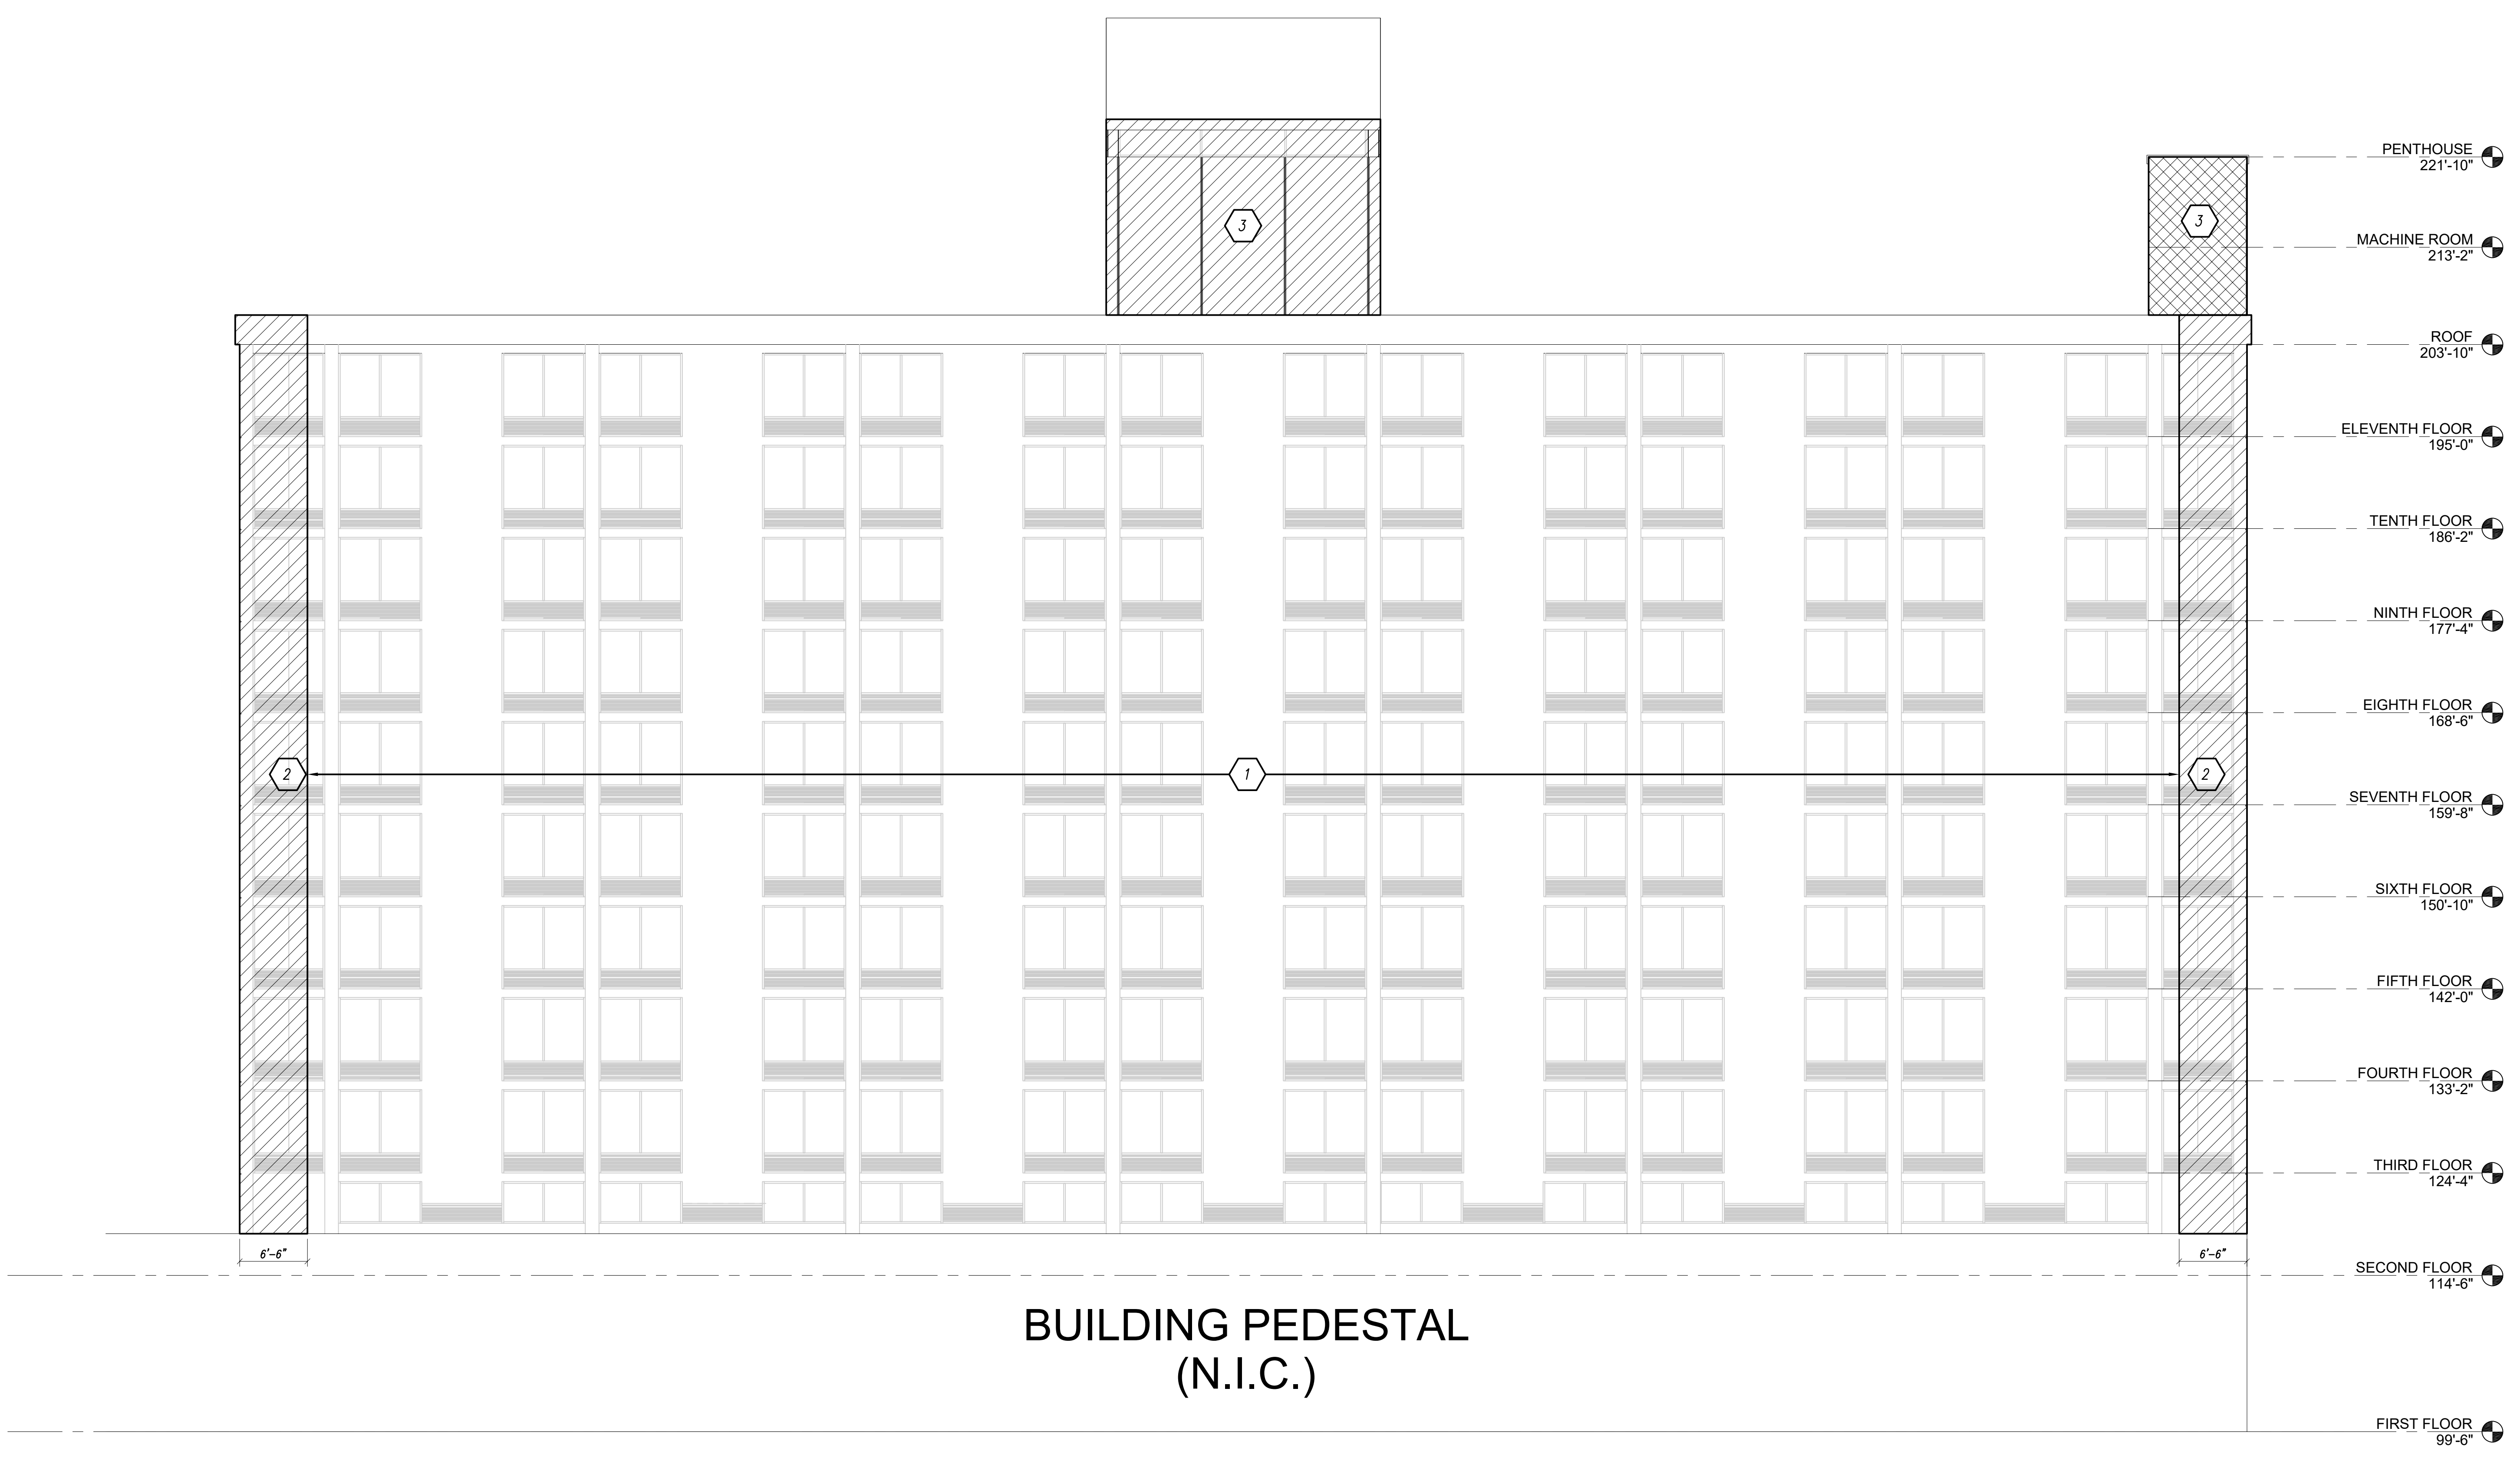 PENTHOUSE
221'-10"
3
3
MACHINE ROOM
213'-2"
ROOF
203'-10"
ELEVENTH FLOOR
195'-0"
TENTH FLOOR
186'-2"
NINTH FLOOR
177'-4"
EIGHTH FLOOR
168'-6"
2
1
2
SEVENTH FLOOR
159'-8"
SIXTH FLOOR
150'-10"
FIFTH FLOOR
142'-0"
FOURTH FLOOR
133'-2"
THIRD FLOOR
124'-4"
6'-6"
6'-6"
SECOND FLOOR
114'-6"
BUILDING PEDESTAL
(N.I.C.)
FIRST FLOOR
99'-6"